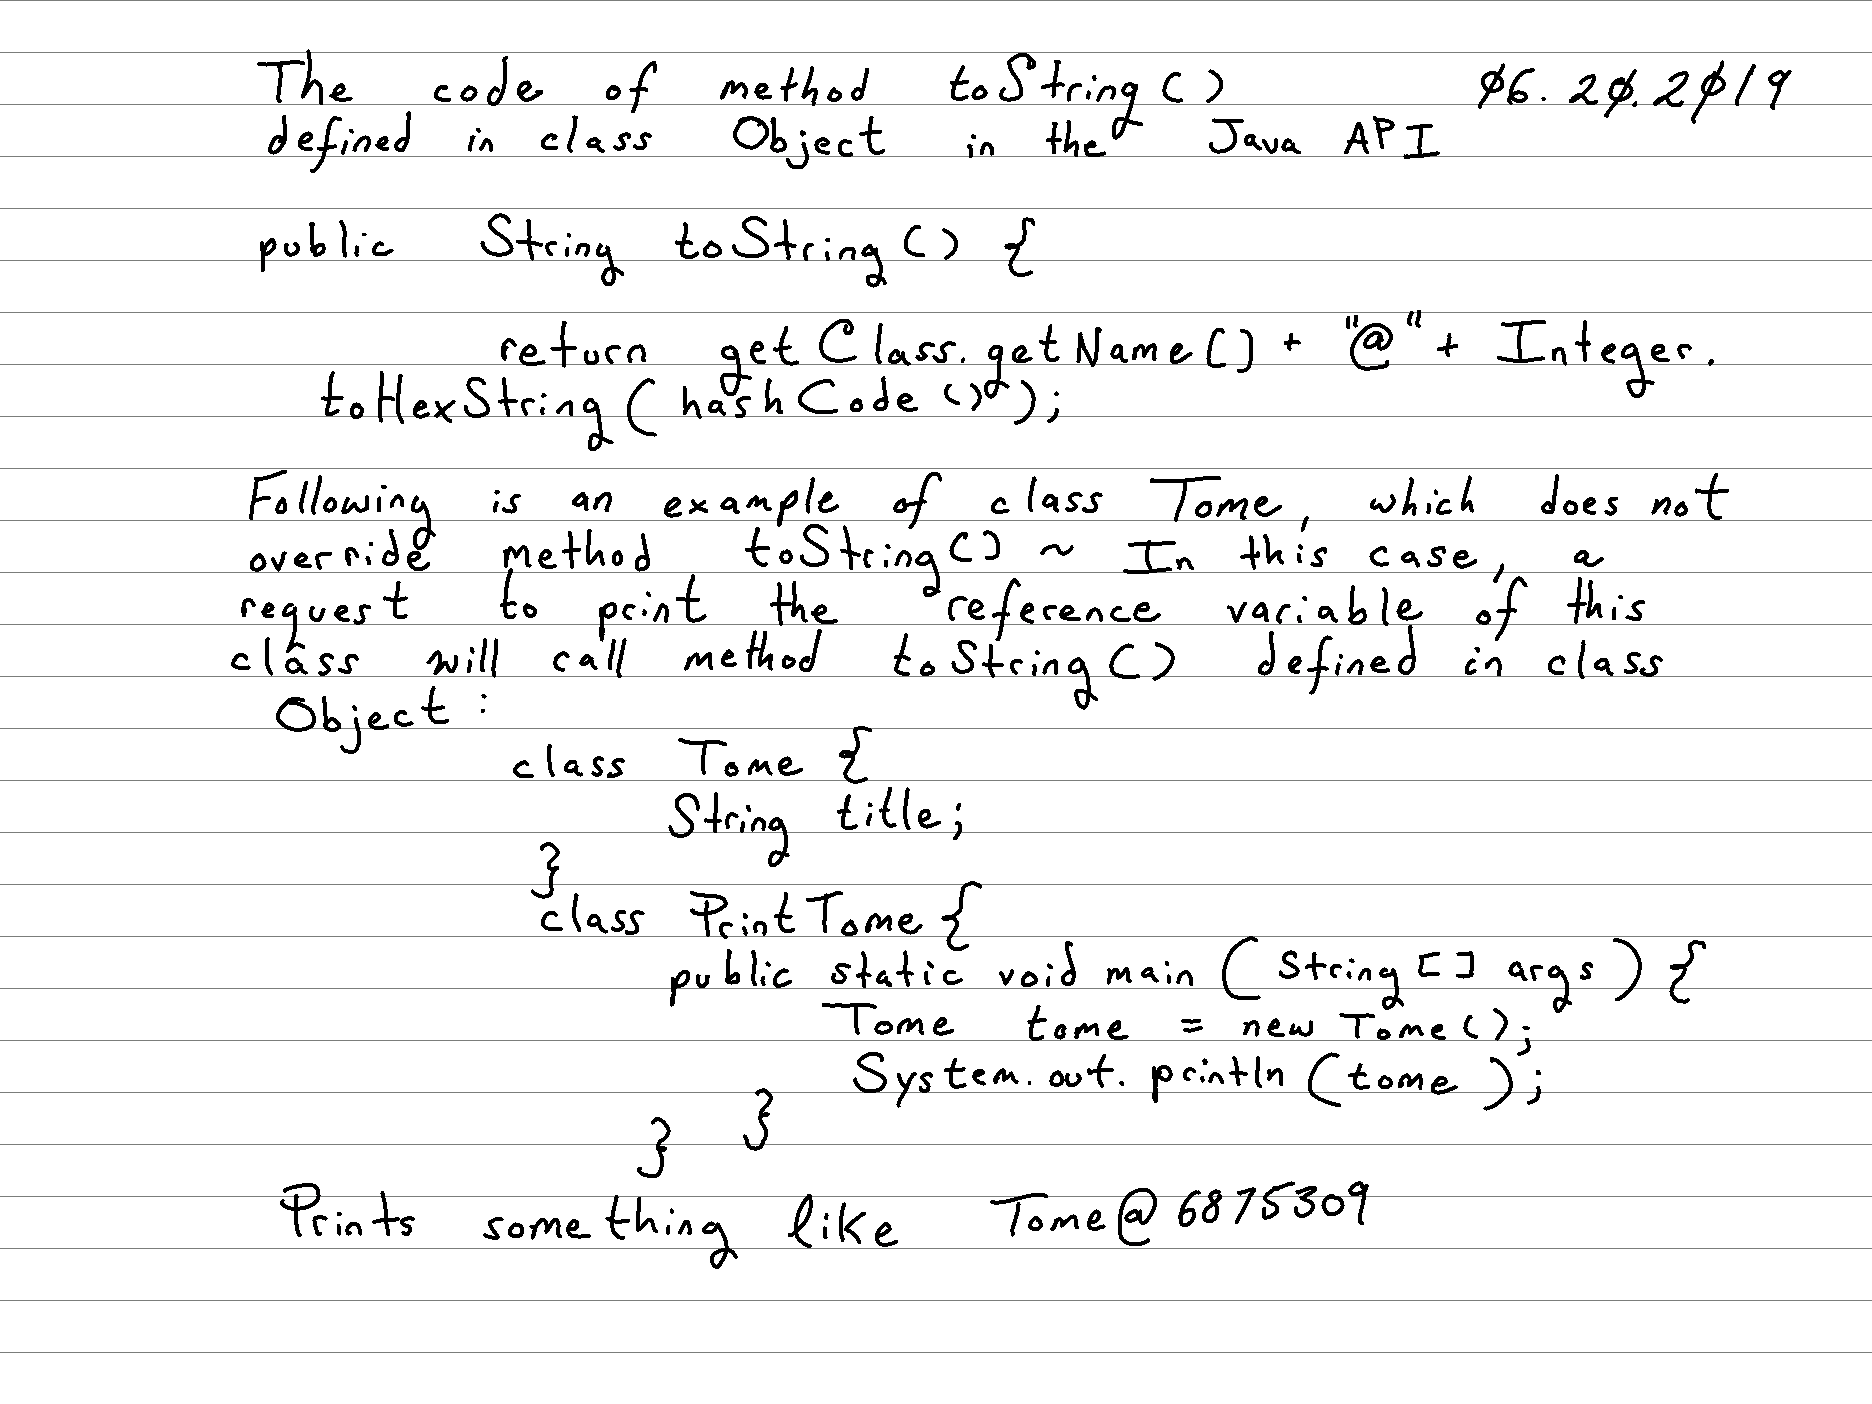 The code of method toString() 06.20.2019
defined in class Object in the Java API
public String toString() {
return getClass.getName() + "@" + Integer.
toHexString(hashCode());
Following is an example of class Tome, which does not
override method toString() ~ In this case, a
request to print the reference variable of this
class will call method toString() defined in class
Object:
class Tome {
String title;
}
class PrintTome {
public static void main (String[] args) {
Tome tome = new Tome();
System.out.println(tome);
}
}
Prints something like Tome@6875309